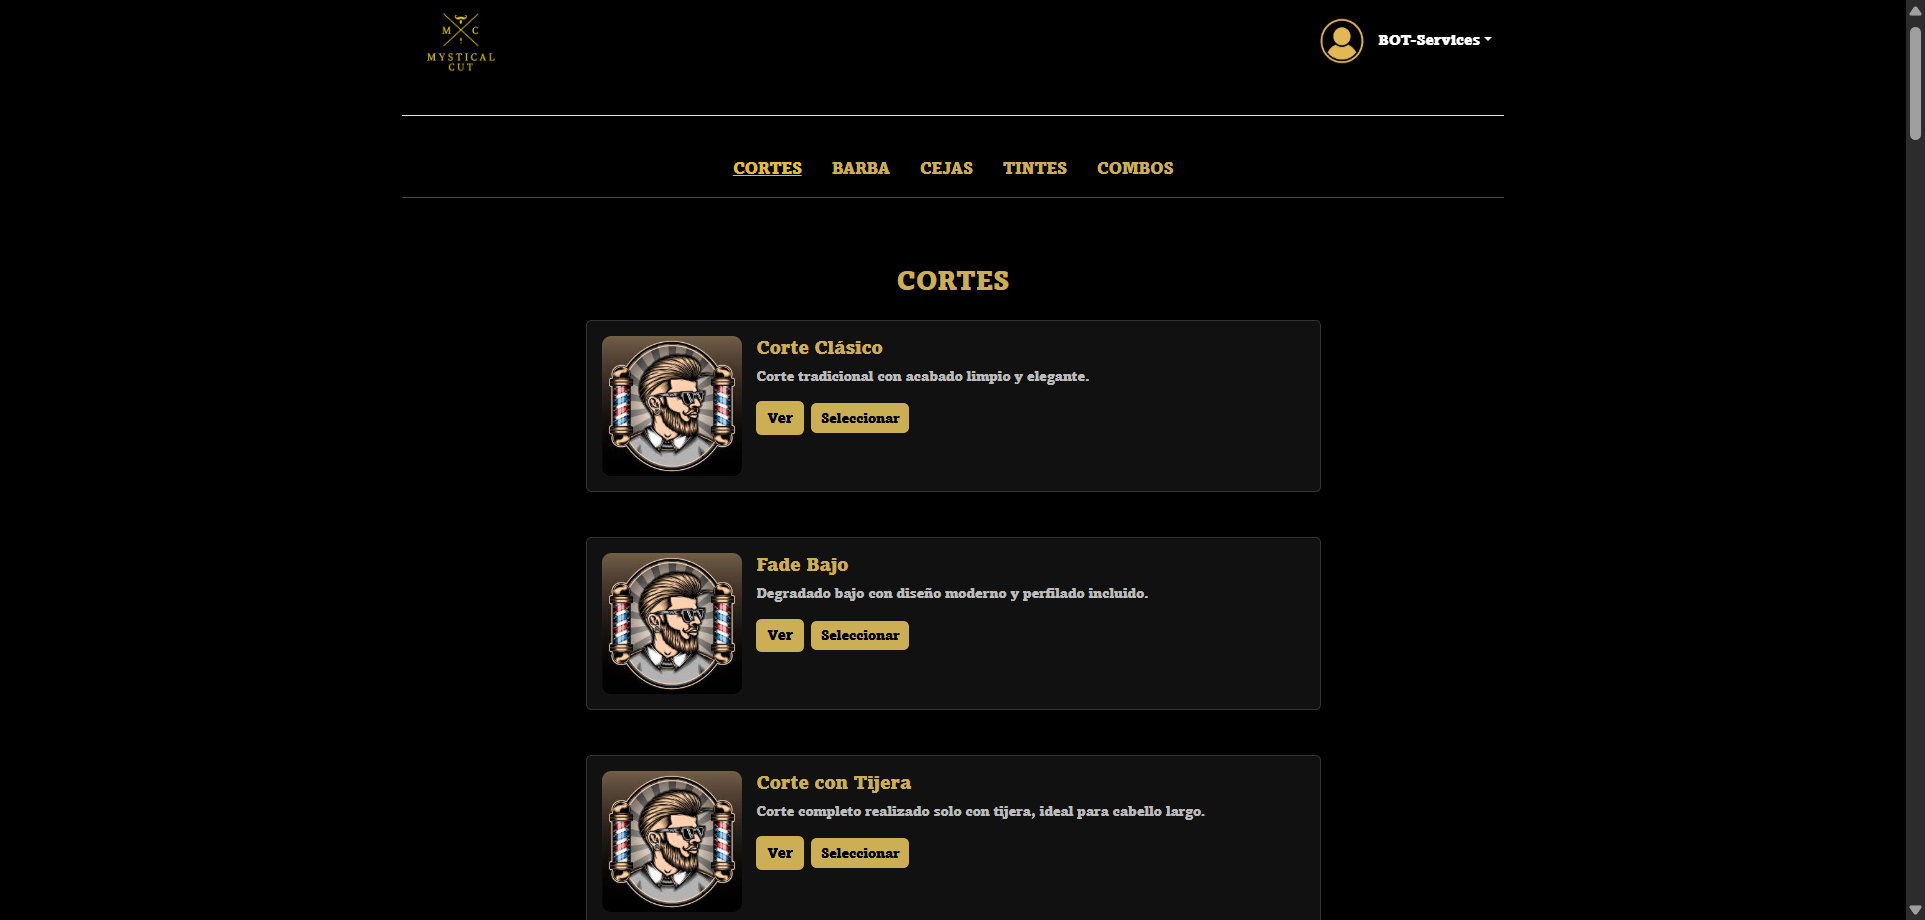 M C
MYSTICAL
CUT
BOT-Services
CORTES BARBA CEJAS TINTES COMBOS
CORTES
Corte Clásico
Corte tradicional con acabado limpio y elegante.
Ver Seleccionar
Fade Bajo
Degradado bajo con diseño moderno y perfilado incluido.
Ver Seleccionar
Corte con Tijera
Corte completo realizado solo con tijera, ideal para cabello largo.
Ver Seleccionar